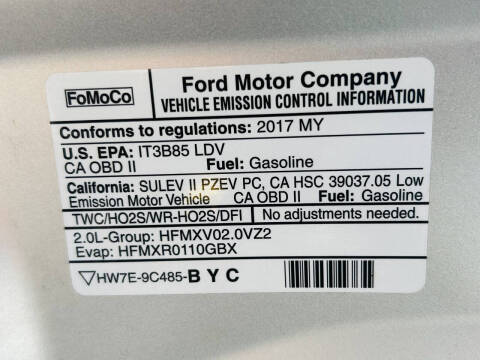 FoMoCo
Ford Motor Company
VEHICLE EMISSION CONTROL INFORMATION
Conforms to regulations: 2017 MY
U.S. EPA: IT3B85 LDV
CA OBD II Fuel: Gasoline
California: SULEV II PZEV PC, CA HSC 39037.05 Low
Emission Motor Vehicle CA OBD II Fuel: Gasoline
TWC/HO2S/WR-HO2S/DFI No adjustments needed.
2.0L-Group: HFMXV02.0VZ2
Evap: HFMXR0110GBX
HW7E-9C485-B Y C